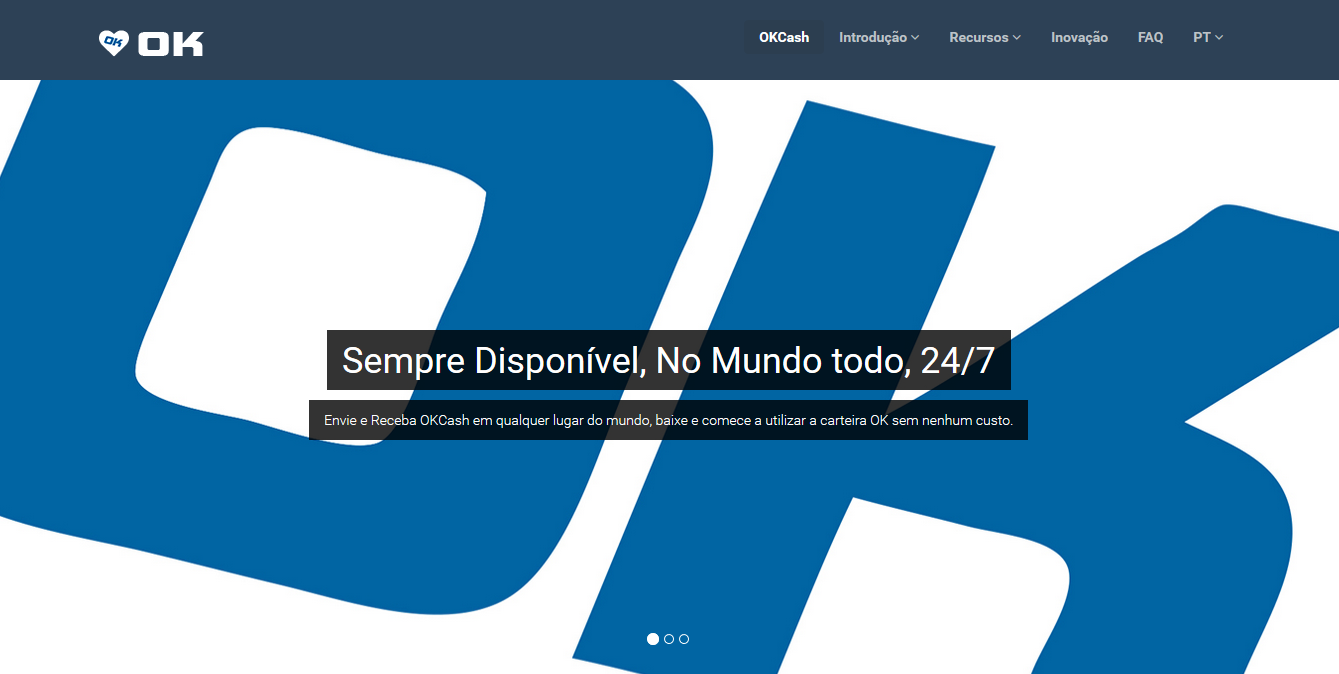 OK OK
OKCash Introdução Recursos Inovação FAQ PT
OK
Sempre Disponível, No Mundo todo, 24/7
Envie e Receba OKCash em qualquer lugar do mundo, baixe e comece a utilizar a carteira OK sem nenhum custo.